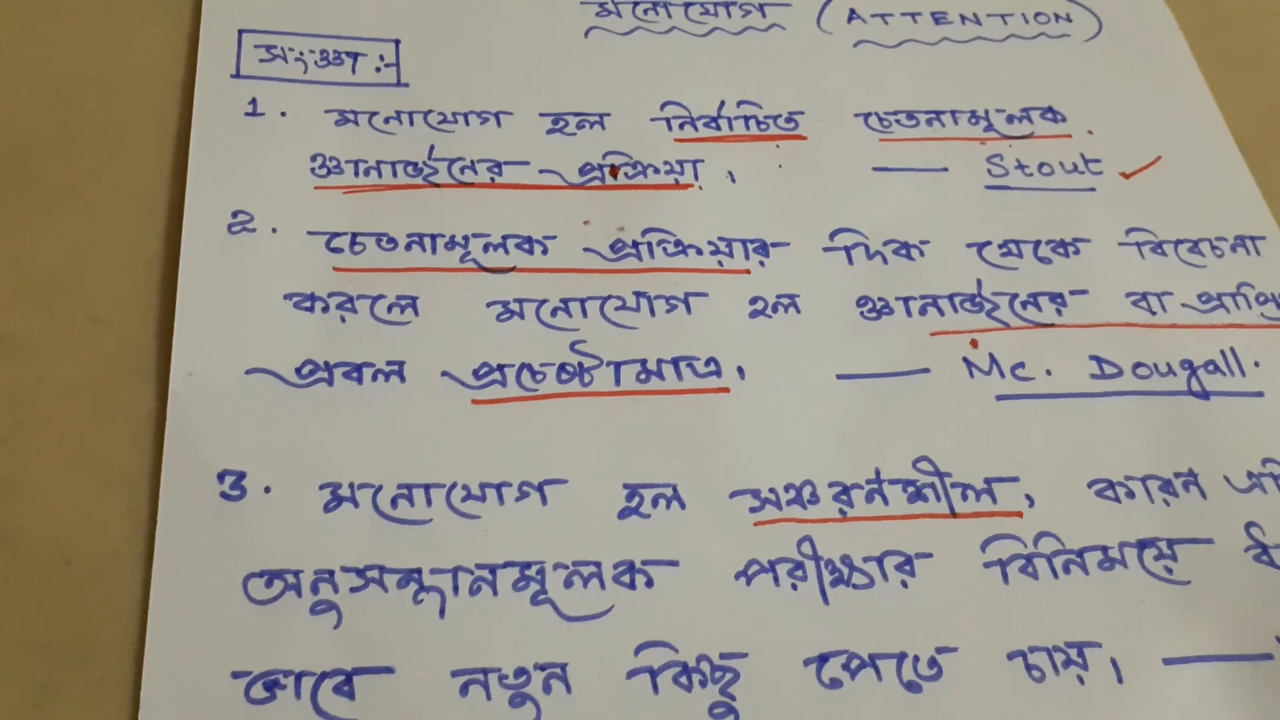 মনোযোগ (ATTENTION)
সংজ্ঞা :-
1. মনোযোগ হল নির্বাচিত চেতনামূলক
জ্ঞানার্জনের প্রক্রিয়া। — Stout
2. চেতনামূলক প্রক্রিয়ার দিক থেকে বিবেচনা
করলে মনোযোগ হল জ্ঞানার্জনের বা
প্রবল প্রচেষ্টামাত্র। — Mc. Dougall.
3. মনোযোগ হল সঞ্চরনশীল, কারন
অনুসন্ধানমূলক পরীক্ষার বিনিময়ে
ভাবে নতুন কিছু পেতে চায়। —